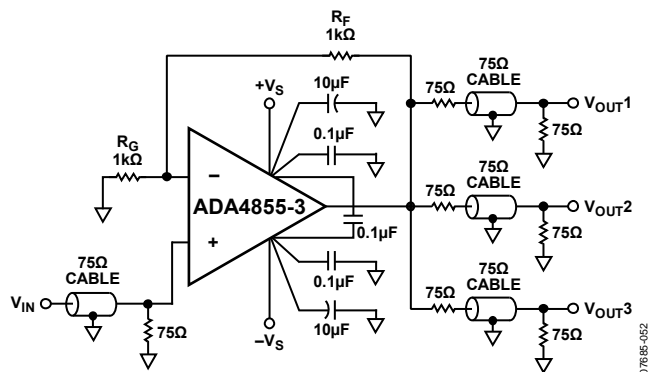 RF
1kΩ
75Ω
CABLE
+VS
10µF
75Ω
VOUT1
75Ω
RG
1kΩ
0.1µF
75Ω
CABLE
−
ADA4855-3
75Ω
VOUT2
+
0.1µF
75Ω
75Ω
CABLE
0.1µF
75Ω
CABLE
VIN
75Ω
VOUT3
75Ω
−VS
10µF
75Ω
07685-052